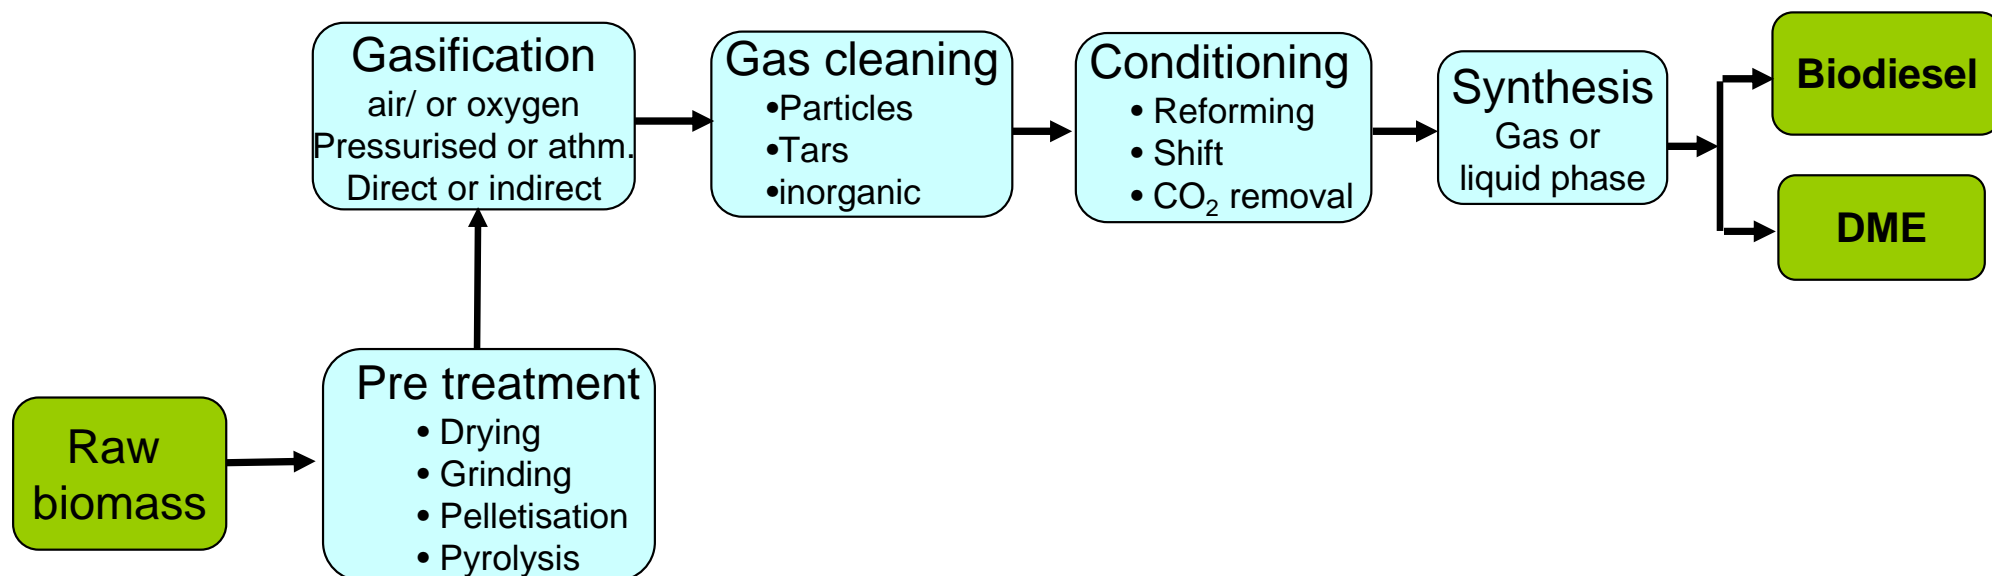 Gasification
air/ or oxygen
Pressurised or athm.
Direct or indirect
Gas cleaning
•Particles
•Tars
•inorganic
Conditioning
• Reforming
• Shift
• CO₂ removal
Synthesis
Gas or
liquid phase
Biodiesel
DME
Raw
biomass
Pre treatment
• Drying
• Grinding
• Pelletisation
• Pyrolysis